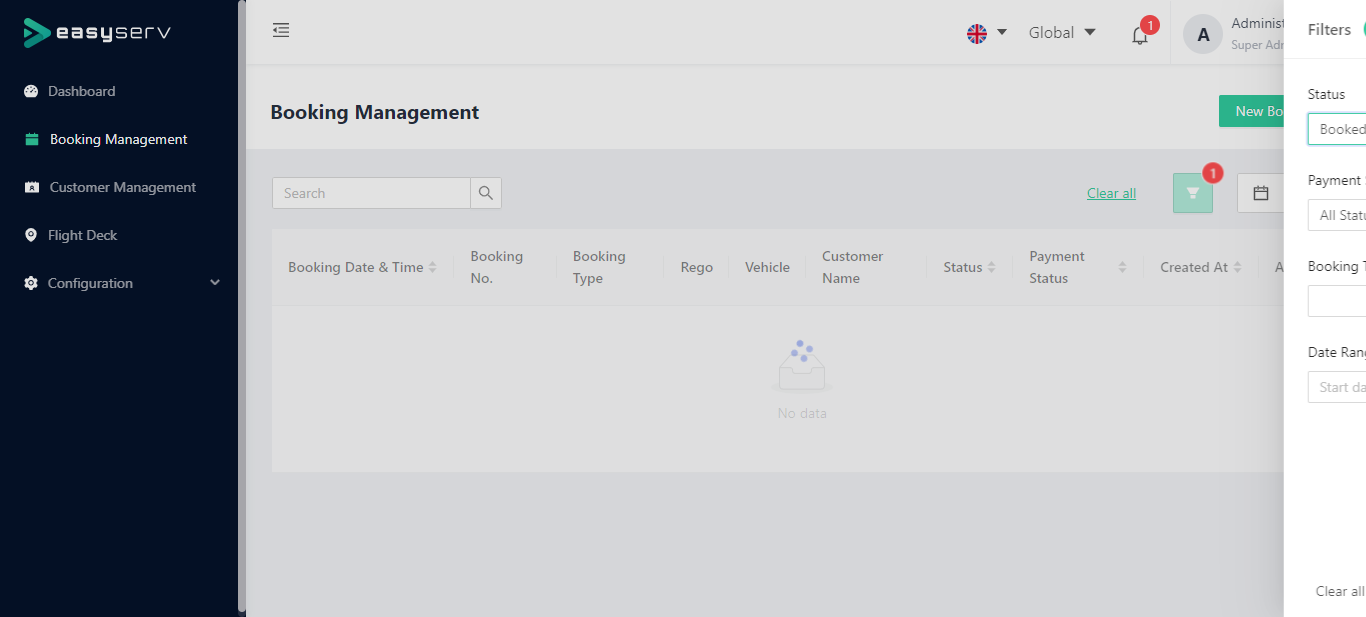 easyserv
Dashboard
Booking Management
Customer Management
Flight Deck
Configuration
Global
1
A
Administ
Super Adr
Booking Management
New Bo
Search
Clear all
1
Booking Date & Time
Booking
No.
Booking
Type
Rego
Vehicle
Customer
Name
Status
Payment
Status
Created At
A
No data
Filters
Status
Booked
Payment
All Statu
Booking T
Date Rang
Start da
Clear all